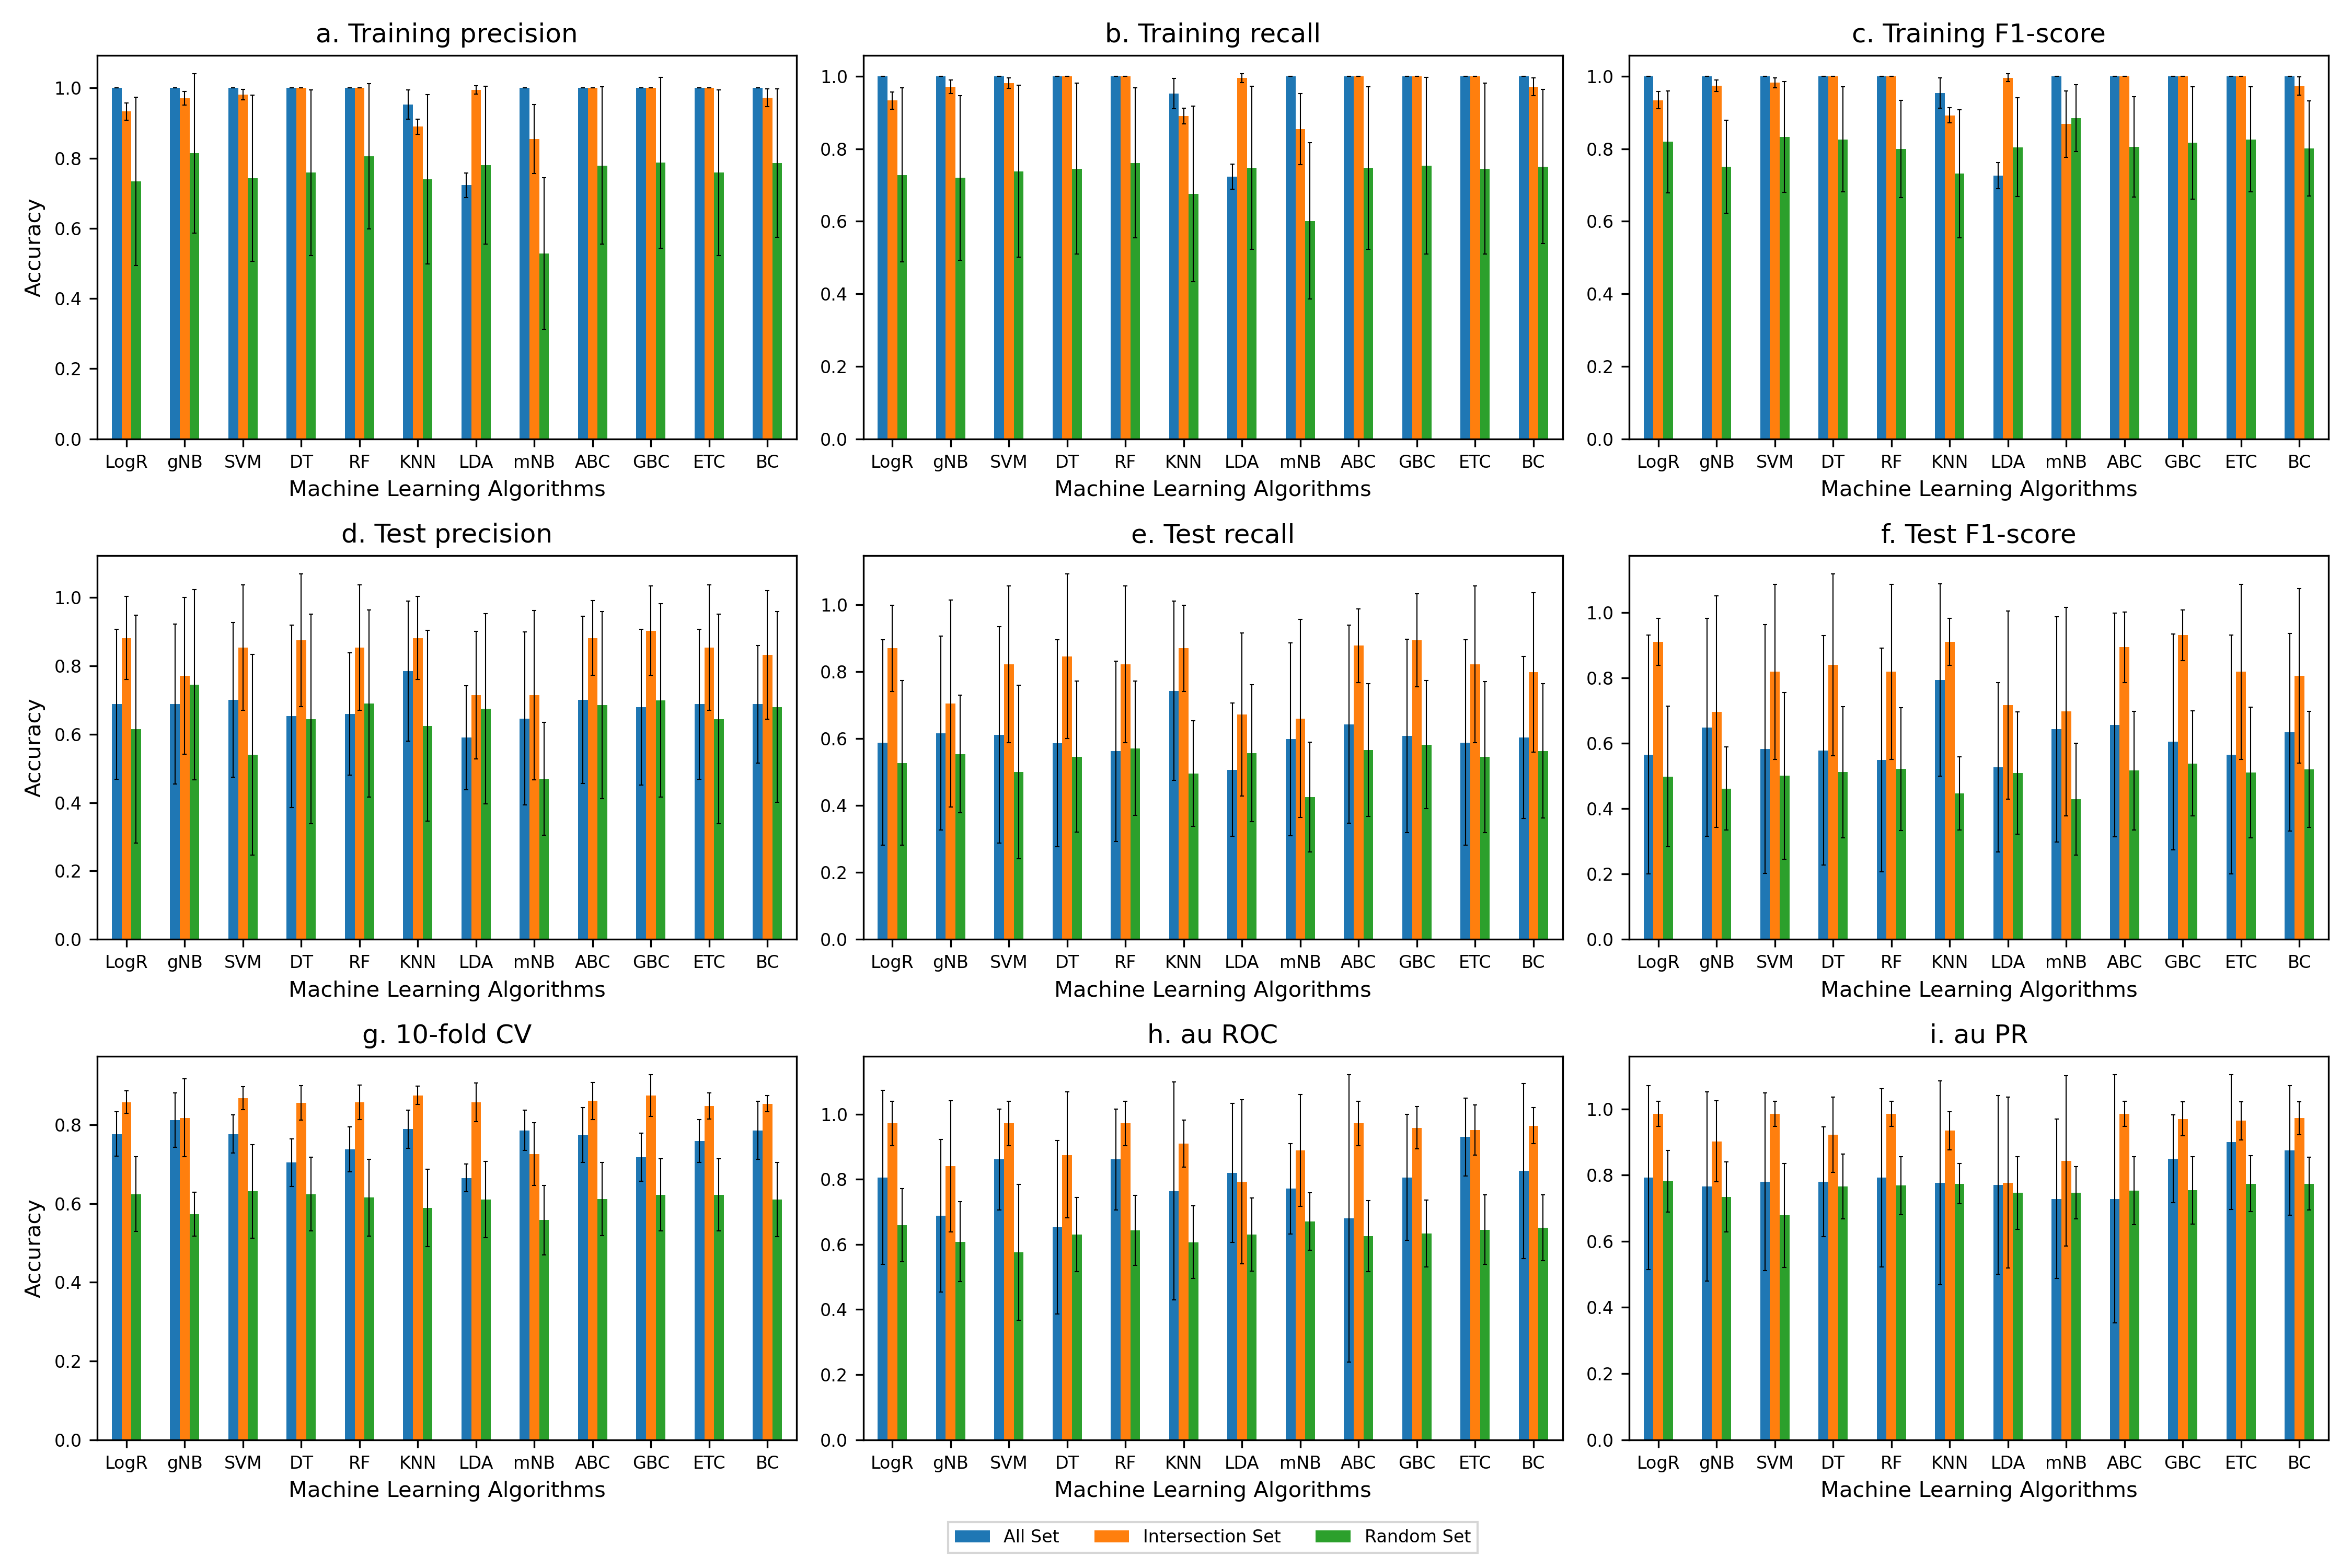 a. Training precision
Accuracy
1.0
0.8
0.6
0.4
0.2
0.0
LogR gNB SVM DT RF KNN LDA mNB ABC GBC ETC BC
Machine Learning Algorithms
b. Training recall
1.0
0.8
0.6
0.4
0.2
0.0
LogR gNB SVM DT RF KNN LDA mNB ABC GBC ETC BC
Machine Learning Algorithms
c. Training F1-score
1.0
0.8
0.6
0.4
0.2
0.0
LogR gNB SVM DT RF KNN LDA mNB ABC GBC ETC BC
Machine Learning Algorithms
d. Test precision
Accuracy
1.0
0.8
0.6
0.4
0.2
0.0
LogR gNB SVM DT RF KNN LDA mNB ABC GBC ETC BC
Machine Learning Algorithms
e. Test recall
1.0
0.8
0.6
0.4
0.2
0.0
LogR gNB SVM DT RF KNN LDA mNB ABC GBC ETC BC
Machine Learning Algorithms
f. Test F1-score
1.0
0.8
0.6
0.4
0.2
0.0
LogR gNB SVM DT RF KNN LDA mNB ABC GBC ETC BC
Machine Learning Algorithms
g. 10-fold CV
Accuracy
0.8
0.6
0.4
0.2
0.0
LogR gNB SVM DT RF KNN LDA mNB ABC GBC ETC BC
Machine Learning Algorithms
h. au ROC
1.0
0.8
0.6
0.4
0.2
0.0
LogR gNB SVM DT RF KNN LDA mNB ABC GBC ETC BC
Machine Learning Algorithms
i. au PR
1.0
0.8
0.6
0.4
0.2
0.0
LogR gNB SVM DT RF KNN LDA mNB ABC GBC ETC BC
Machine Learning Algorithms
All Set Intersection Set Random Set